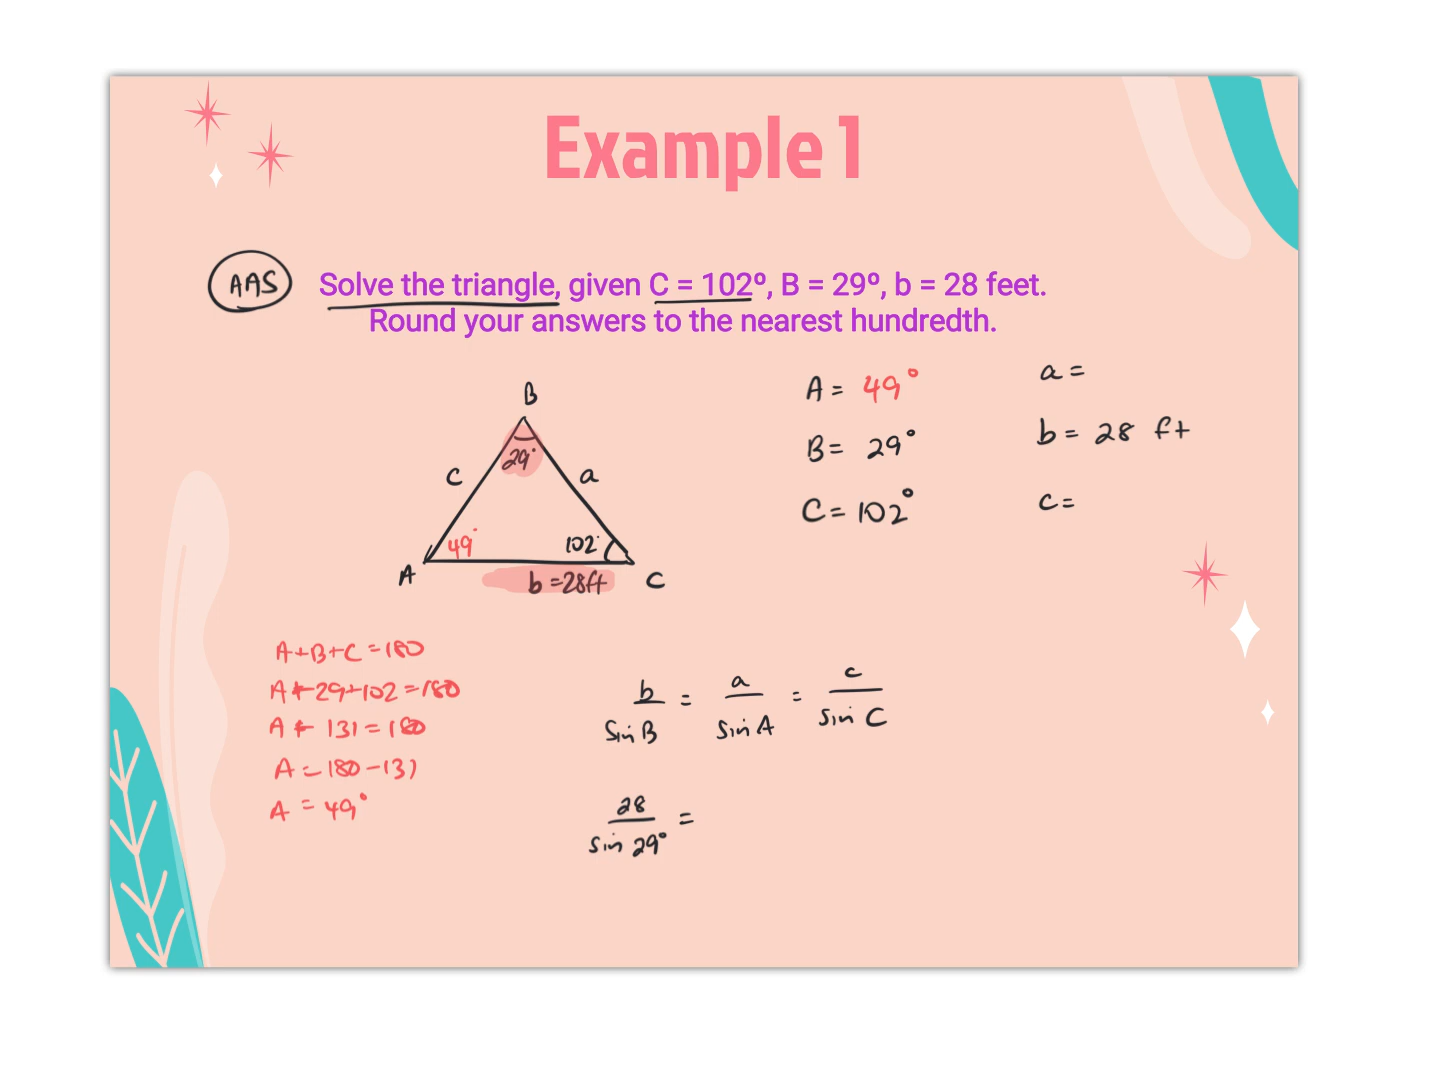 Example 1
AAS
Solve the triangle, given C = 102º, B = 29º, b = 28 feet.
Round your answers to the nearest hundredth.
B
29°
c
a
49°
102°
A
b = 28ft
C
A = 49°
B = 29°
C = 102°
a =
b = 28 ft
c =
A+B+C = 180
A+29+102 = 180
A + 131 = 180
A = 180 - 131
A = 49°
b/sin B = a/sin A = c/sin C
28/sin 29° =